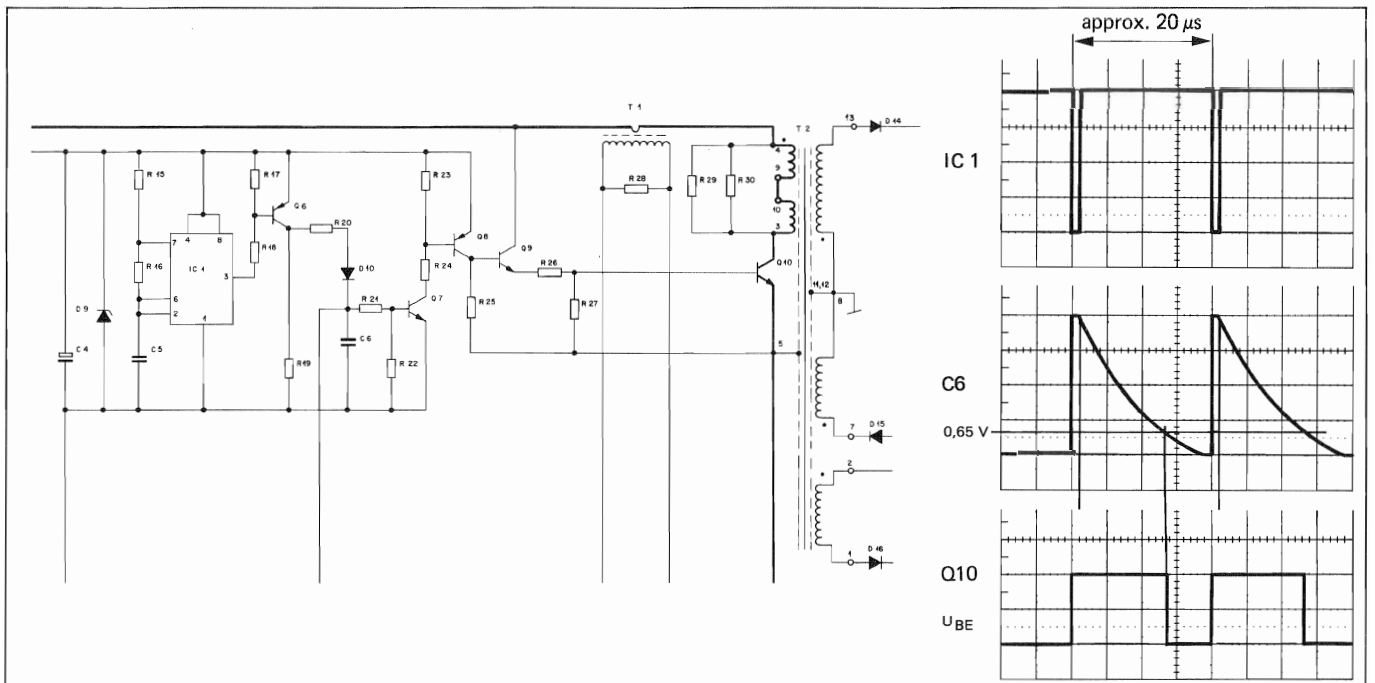 approx. 20 µs
T 1
T 2
13
D 14
4
9
10
3
R 15
R 17
Q 6
R 20
R 23
Q 8
R 28
R 29
R 30
IC 1
7
4
8
R 16
R 18
IC 1
3
D 10
R 24
Q 9
R 26
Q 10
11,12
8
6
2
1
D 9
R 21
Q 7
R 25
R 27
C 4
C 5
R19
C 6
R 22
5
C6
0,65 V
7
D 15
2
1
D 16
Q10
U BE